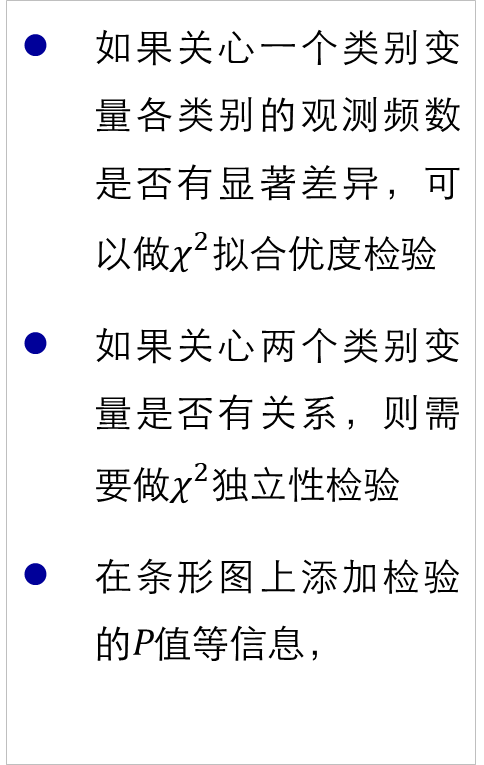 ● 如果关心一个类别变
量各类别的观测频数
是否有显著差异，可
以做χ²拟合优度检验
● 如果关心两个类别变
量是否有关系，则需
要做χ²独立性检验
● 在条形图上添加检验
的P值等信息，